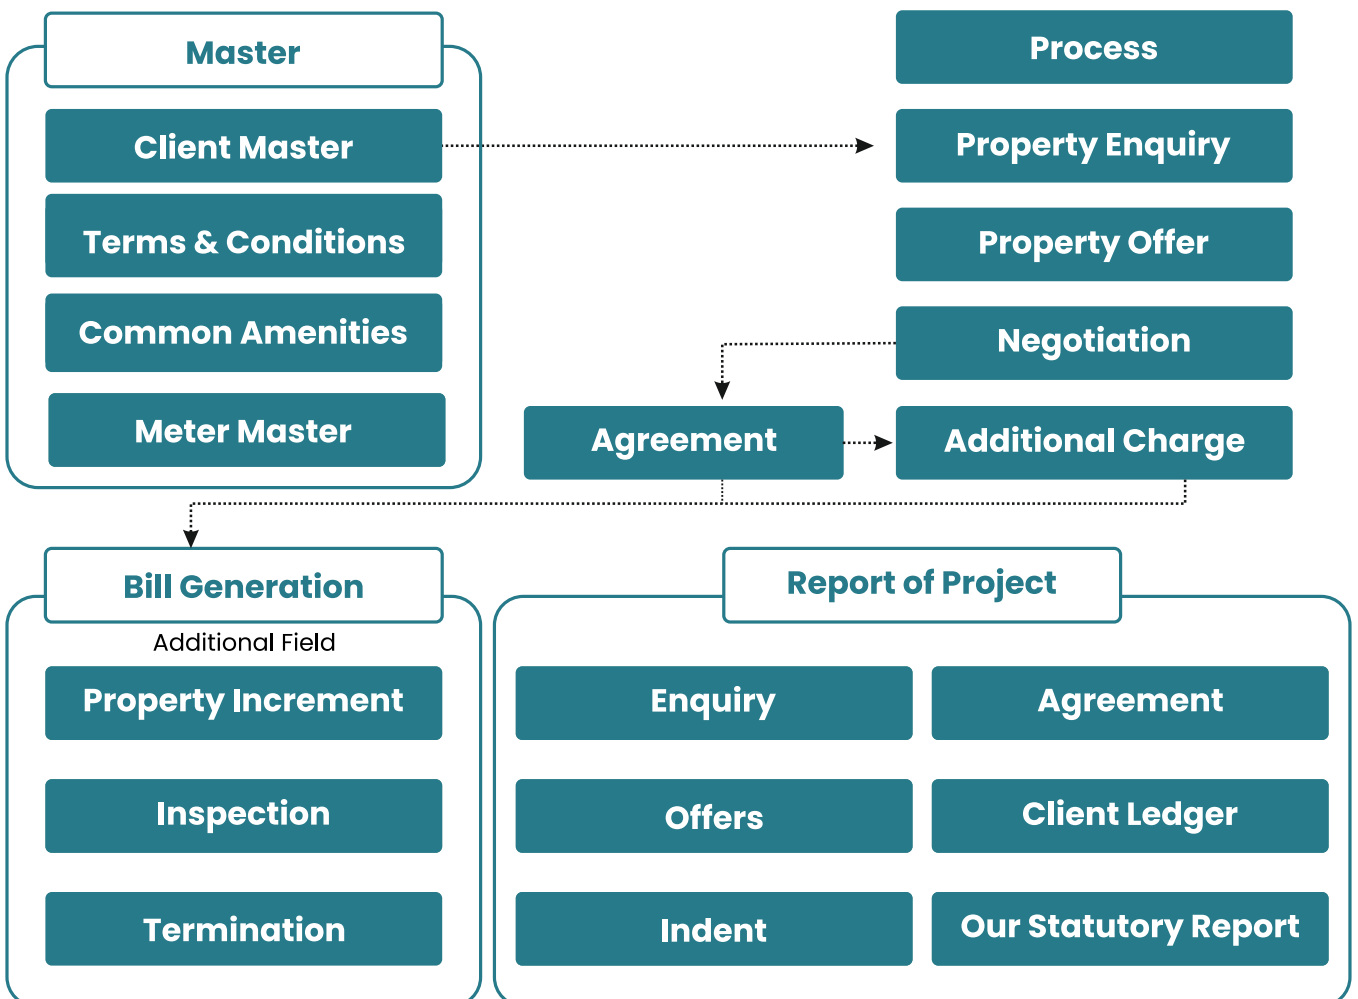 Master
Client Master
Terms & Conditions
Common Amenities
Meter Master
Process
Property Enquiry
Property Offer
Negotiation
Agreement
Additional Charge
Bill Generation
Additional Field
Property Increment
Inspection
Termination
Report of Project
Enquiry
Agreement
Offers
Client Ledger
Indent
Our Statutory Report